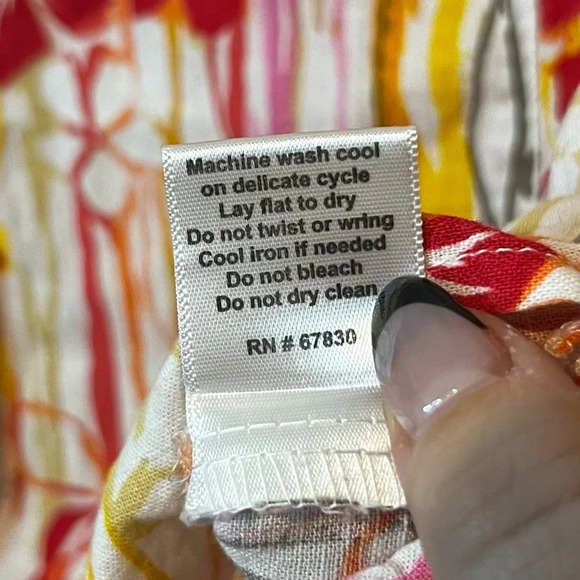 Machine wash cool
on delicate cycle
Lay flat to dry
Do not twist or wring
Cool iron if needed
Do not bleach
Do not dry clean
RN # 67830